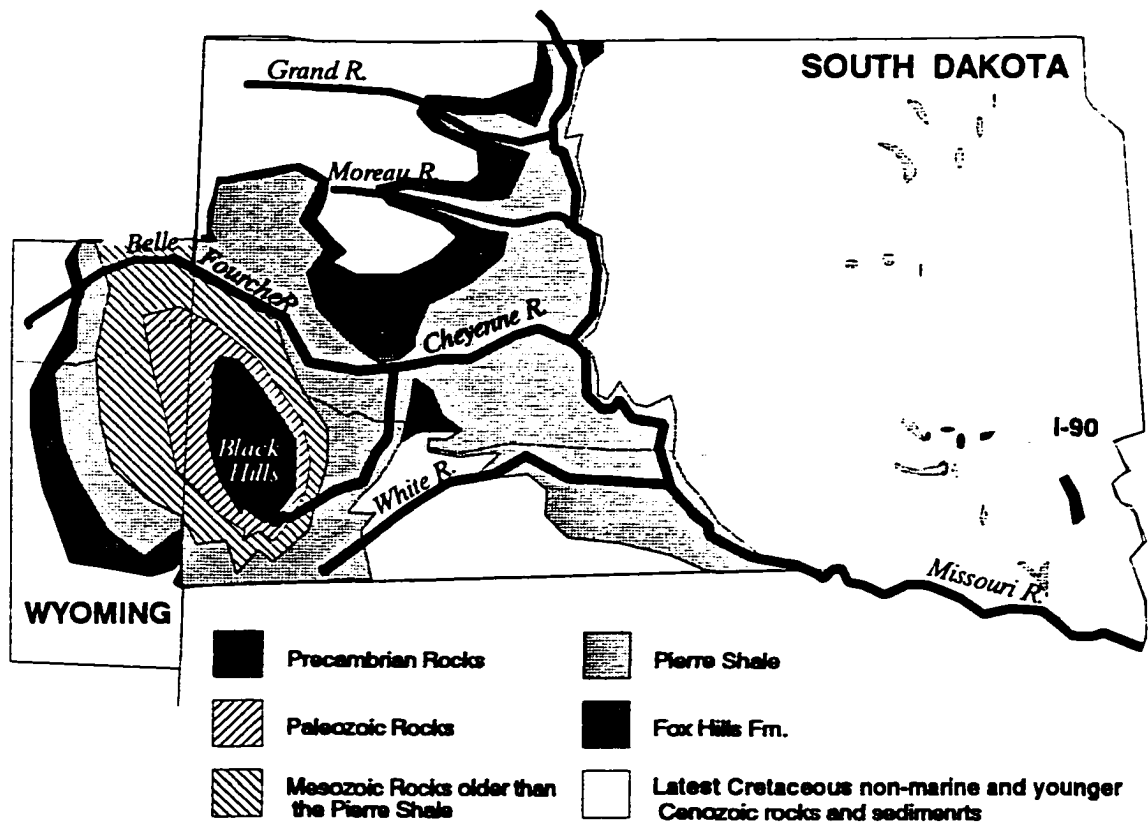 Grand R.
SOUTH DAKOTA
Moreau R.
Belle
Fourche R
Cheyenne R.
I-90
Black
Hills
White R.
Missouri R.
WYOMING
Precambrian Rocks
Pierre Shale
Paleozoic Rocks
Fox Hills Fm.
Mesozoic Rocks older than
the Pierre Shale
Latest Cretaceous non-marine and younger
Cenozoic rocks and sedimenrts